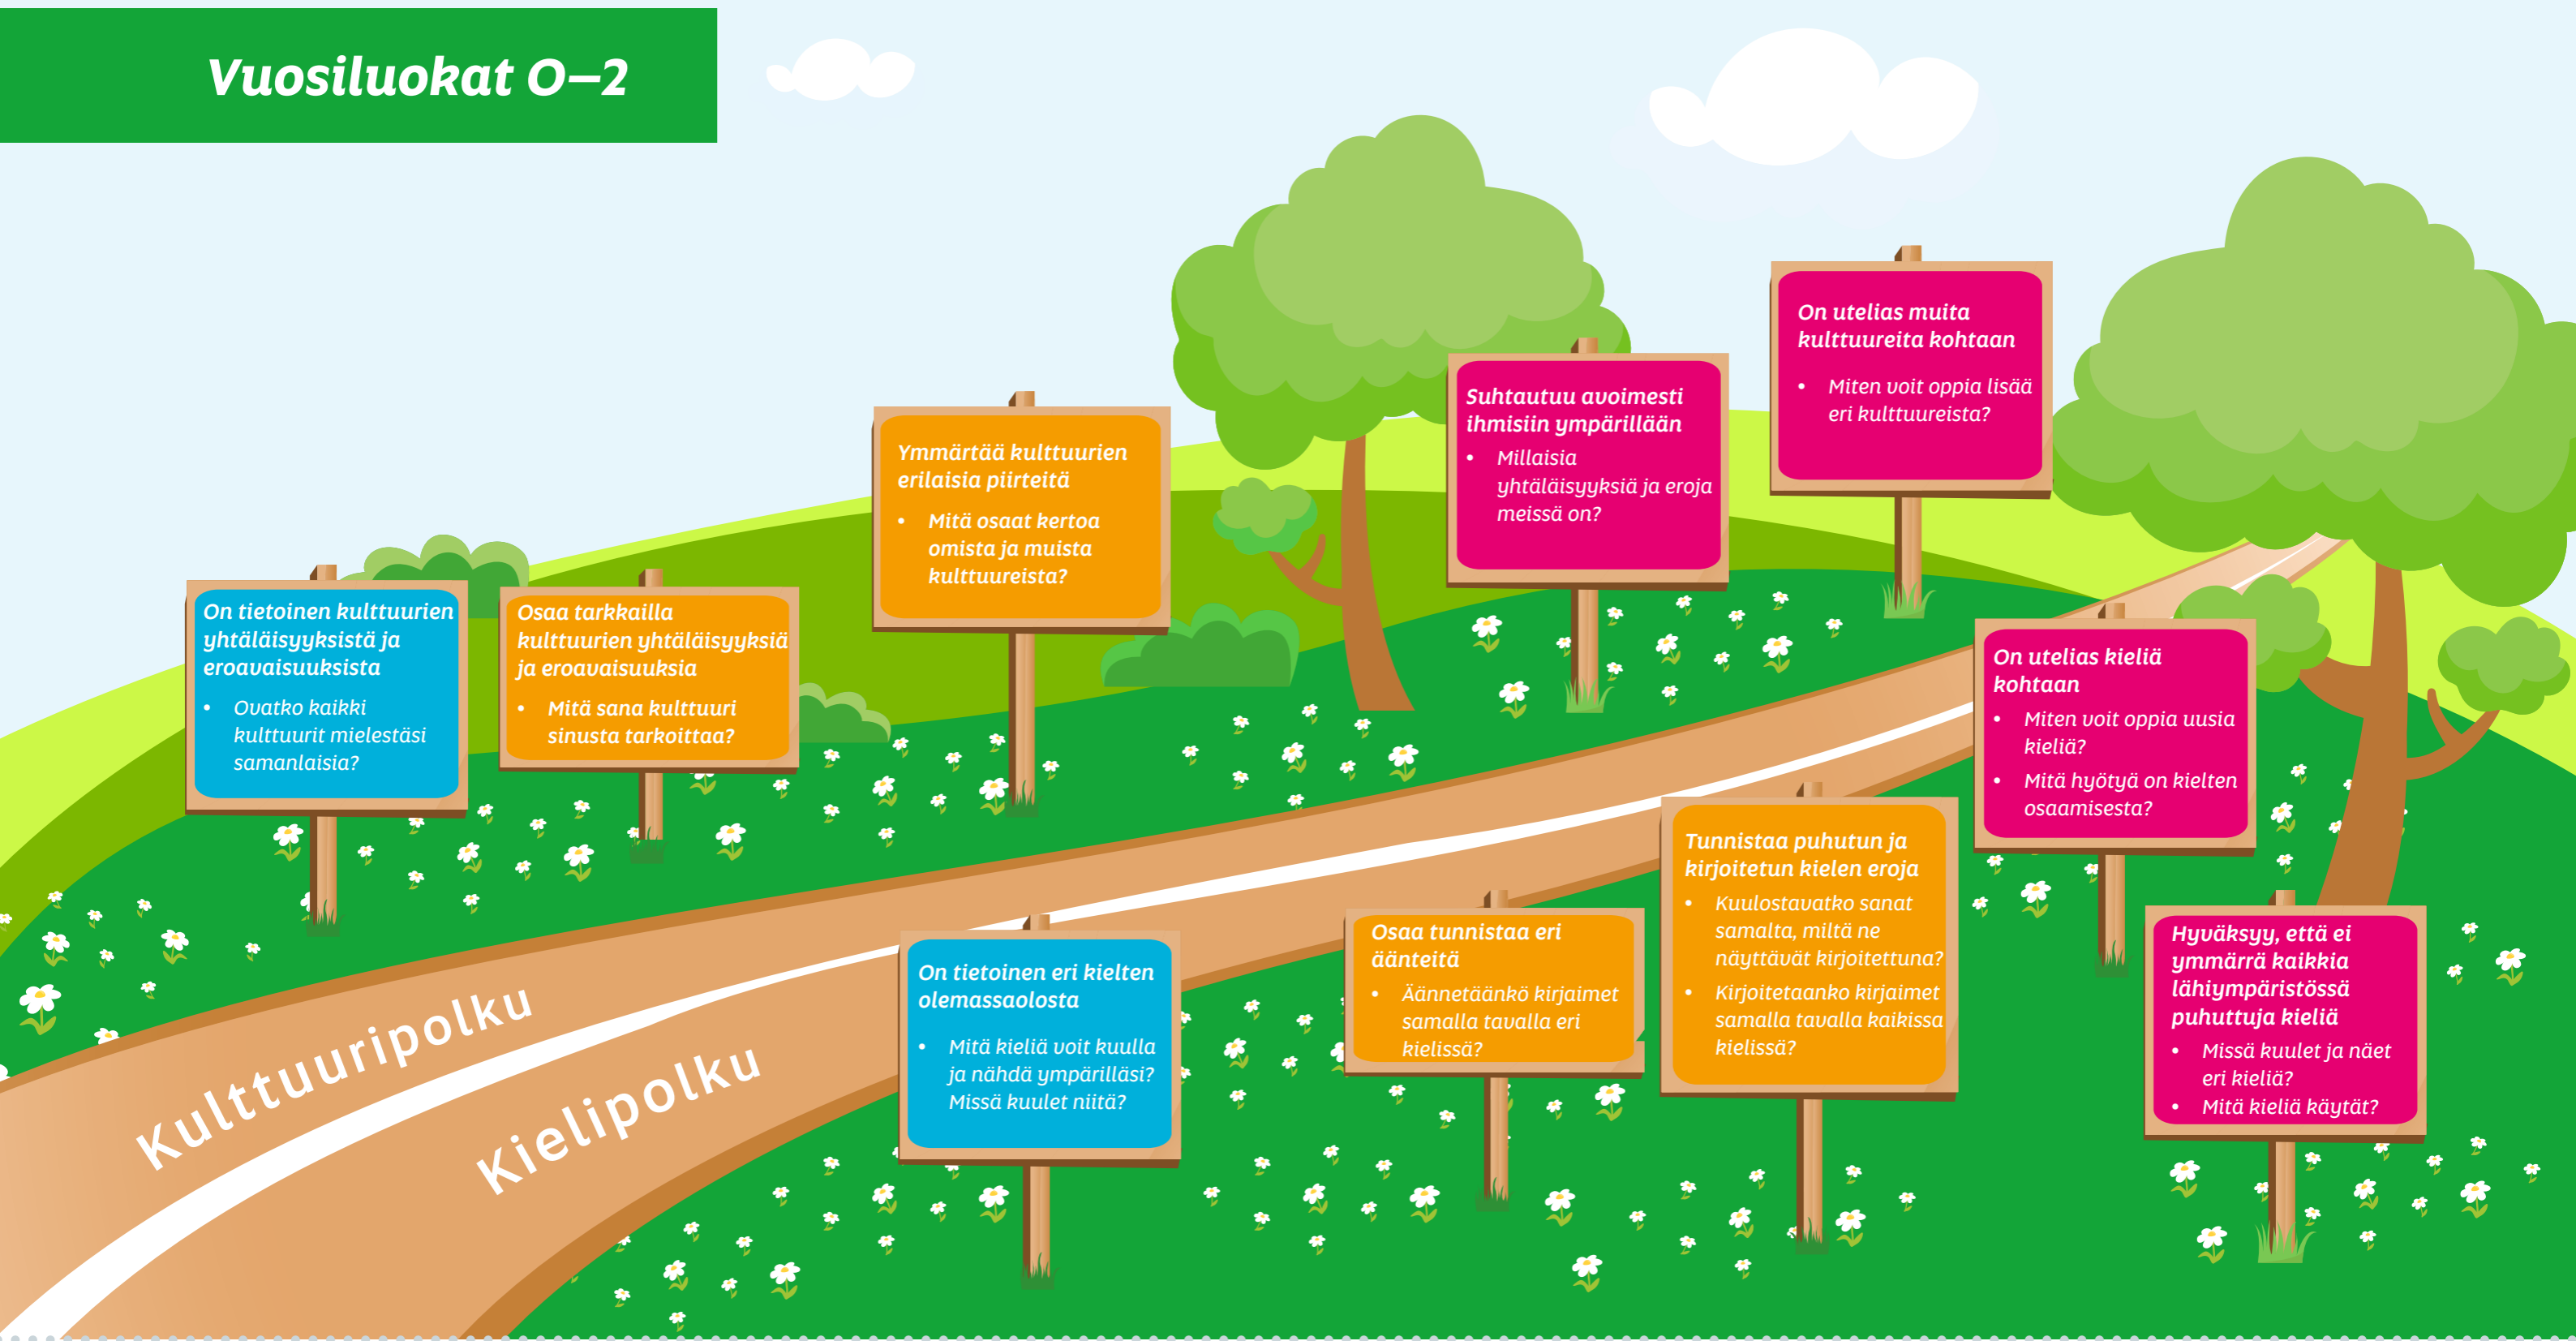 Vuosiluokat 0–2
On tietoinen kulttuurien
yhtäläisyyksistä ja
eroavaisuuksista
• Ovatko kaikki
kulttuurit mielestäsi
samanlaisia?
Osaa tarkkailla
kulttuurien yhtäläisyyksiä
ja eroavaisuuksia
• Mitä sana kulttuuri
sinusta tarkoittaa?
Ymmärtää kulttuurien
erilaisia piirteitä
• Mitä osaat kertoa
omista ja muista
kulttuureista?
Suhtautuu avoimesti
ihmisiin ympärillään
• Millaisia
yhtäläisyyksiä ja eroja
meissä on?
On utelias muita
kulttuureita kohtaan
• Miten voit oppia lisää
eri kulttuureista?
Kulttuuripolku
Kielipolku
On tietoinen eri kielten
olemassaolosta
• Mitä kieliä voit kuulla
ja nähdä ympärilläsi?
Missä kuulet niitä?
Osaa tunnistaa eri
äänteitä
• Äännetäänkö kirjaimet
samalla tavalla eri
kielissä?
Tunnistaa puhutun ja
kirjoitetun kielen eroja
• Kuulostavatko sanat
samalta, miltä ne
näyttävät kirjoitettuna?
• Kirjoitetaanko kirjaimet
samalla tavalla kaikissa
kielissä?
On utelias kieliä
kohtaan
• Miten voit oppia uusia
kieliä?
• Mitä hyötyä on kielten
osaamisesta?
Hyväksyy, että ei
ymmärrä kaikkia
lähiympäristössä
puhuttuja kieliä
• Missä kuulet ja näet
eri kieliä?
• Mitä kieliä käytät?